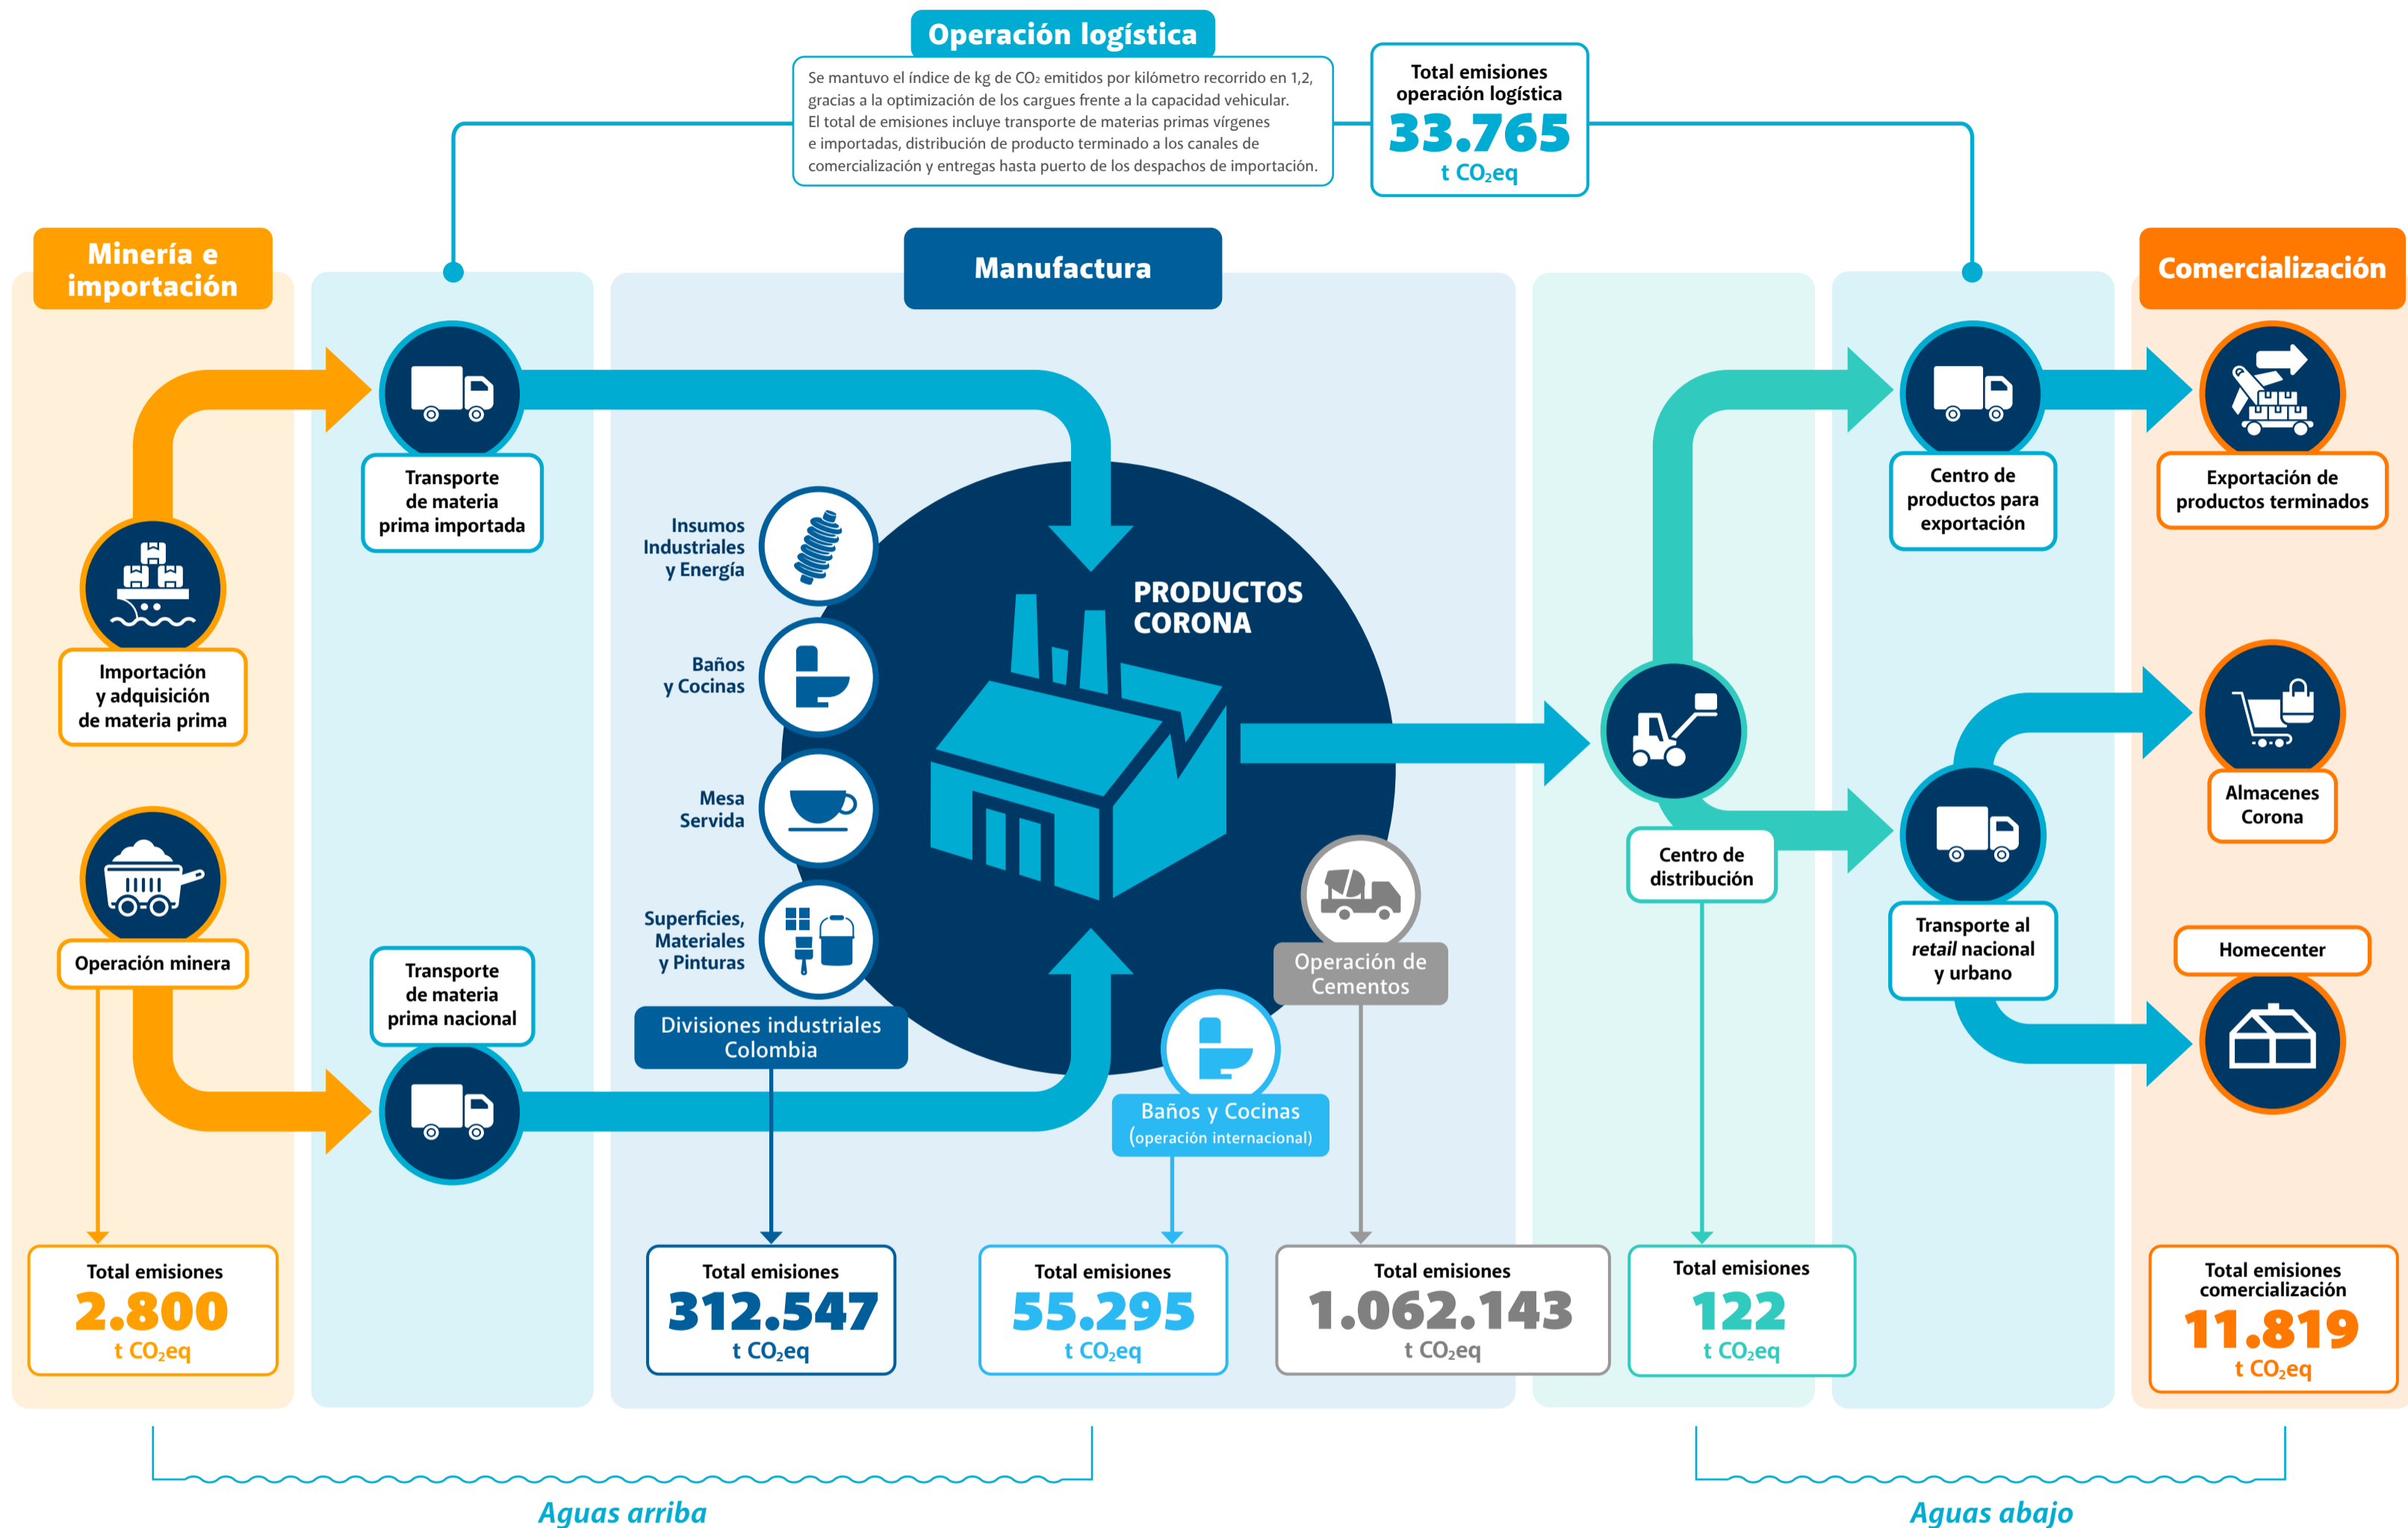 Operación logística
Se mantuvo el índice de kg de CO₂ emitidos por kilómetro recorrido en 1,2,
gracias a la optimización de los cargues frente a la capacidad vehicular.
El total de emisiones incluye transporte de materias primas vírgenes
e importadas, distribución de producto terminado a los canales de
comercialización y entregas hasta puerto de los despachos de importación.
Total emisiones
operación logística
33.765
t CO₂eq
Minería e
importación
Manufactura
Comercialización
Transporte
de materia
prima importada
Importación
y adquisición
de materia prima
Operación minera
Transporte
de materia
prima nacional
Insumos
Industriales
y Energía
Baños
y Cocinas
Mesa
Servida
Superficies,
Materiales
y Pinturas
Divisiones industriales
Colombia
PRODUCTOS
CORONA
Operación de
Cementos
Baños y Cocinas
(operación internacional)
Centro de
distribución
Centro de
productos para
exportación
Transporte al
retail nacional
y urbano
Exportación de
productos terminados
Almacenes
Corona
Homecenter
Total emisiones
2.800
t CO₂eq
Total emisiones
312.547
t CO₂eq
Total emisiones
55.295
t CO₂eq
Total emisiones
1.062.143
t CO₂eq
Total emisiones
122
t CO₂eq
Total emisiones
comercialización
11.819
t CO₂eq
Aguas arriba
Aguas abajo